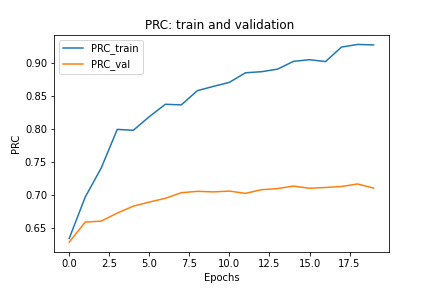 PRC: train and validation
PRC_train
PRC_val
PRC
0.90
0.85
0.80
0.75
0.70
0.65
0.0 2.5 5.0 7.5 10.0 12.5 15.0 17.5
Epochs